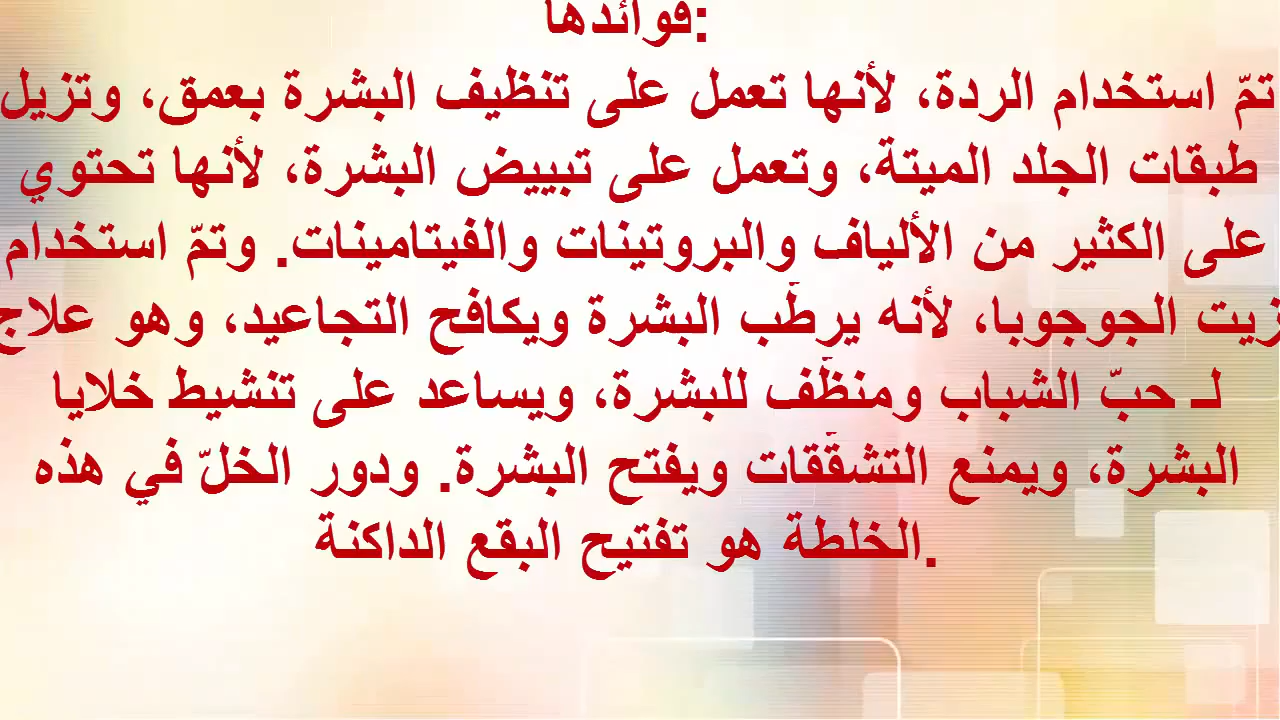 فوائدها:
تمّ استخدام الردة، لأنها تعمل على تنظيف البشرة بعمق، وتزيل
طبقات الجلد الميتة، وتعمل على تبييض البشرة، لأنها تحتوي
على الكثير من الألياف والبروتينات والفيتامينات. وتمّ استخدام
زيت الجوجوبا، لأنه يرطّب البشرة ويكافح التجاعيد، وهو علاج
لـ حبّ الشباب ومنظّف للبشرة، ويساعد على تنشيط خلايا
البشرة، ويمنع التشقّقات ويفتح البشرة. ودور الخلّ في هذه
الخلطة هو تفتيح البقع الداكنة.